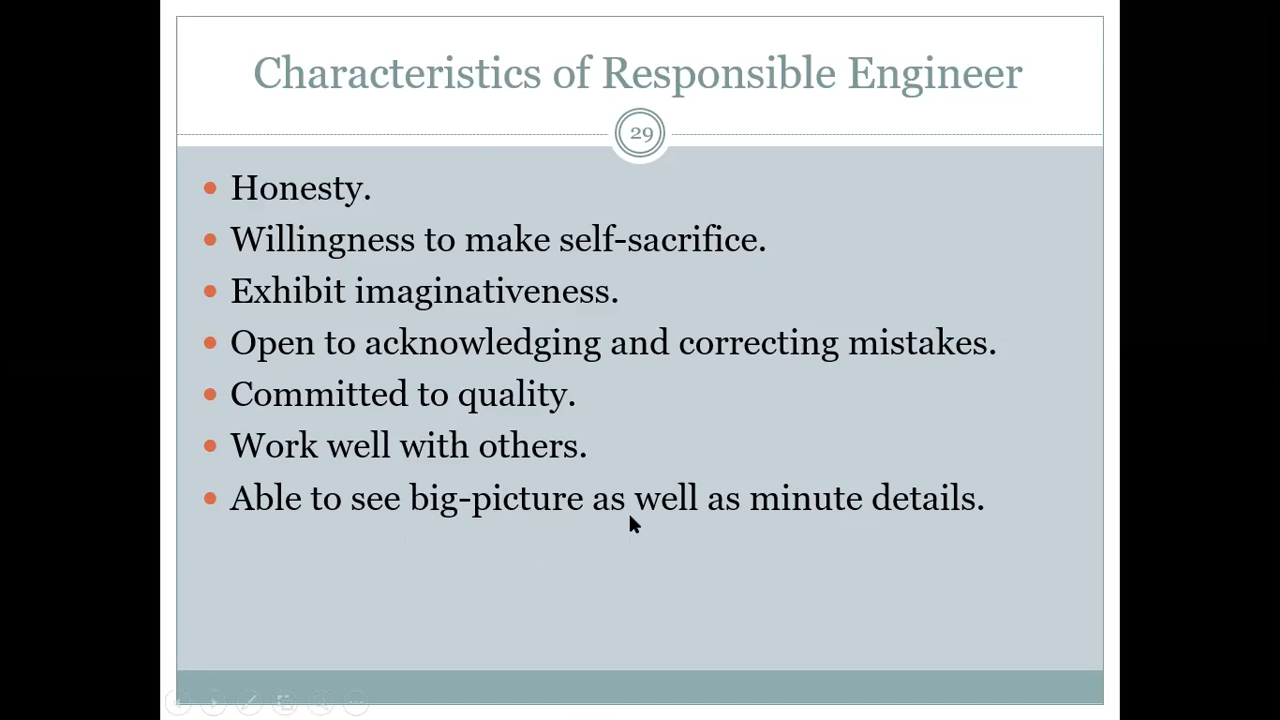 Characteristics of Responsible Engineer
29
Honesty.
Willingness to make self-sacrifice.
Exhibit imaginativeness.
Open to acknowledging and correcting mistakes.
Committed to quality.
Work well with others.
Able to see big-picture as well as minute details.